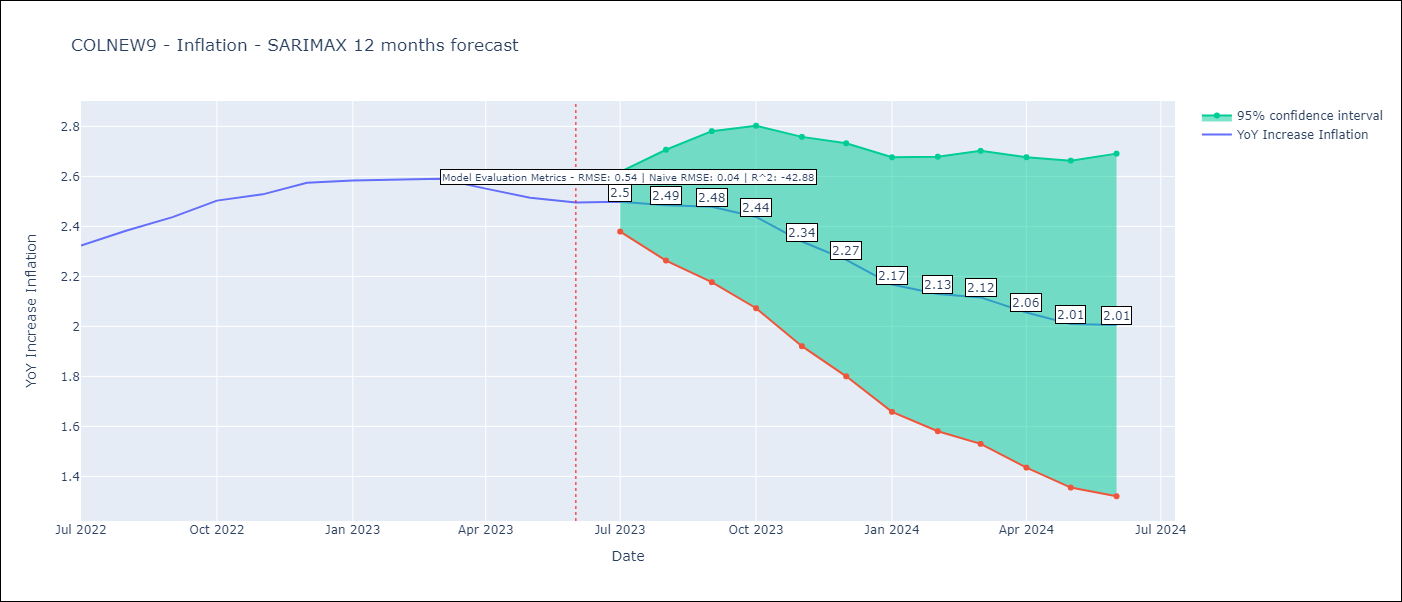 COLNEW9 - Inflation - SARIMAX 12 months forecast
95% confidence interval
YoY Increase Inflation
Model Evaluation Metrics - RMSE: 0.54 | Naive RMSE: 0.04 | R^2: -42.88
2.5
2.49
2.48
2.44
2.34
2.27
2.17
2.13
2.12
2.06
2.01
2.01
2.8
2.6
2.4
2.2
2
1.8
1.6
1.4
YoY Increase Inflation
Jul 2022
Oct 2022
Jan 2023
Apr 2023
Jul 2023
Oct 2023
Jan 2024
Apr 2024
Jul 2024
Date